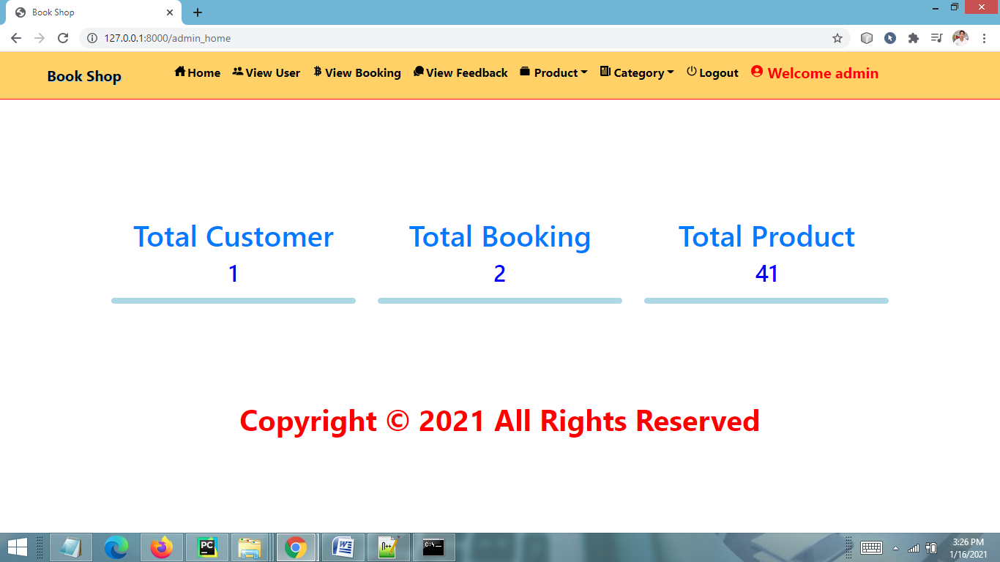 Book Shop
127.0.0.1:8000/admin_home
Book Shop Home View User View Booking View Feedback Product Category Logout Welcome admin
Total Customer Total Booking Total Product
1 2 41
Copyright © 2021 All Rights Reserved
PC C:\ 3:26 PM
1/16/2021